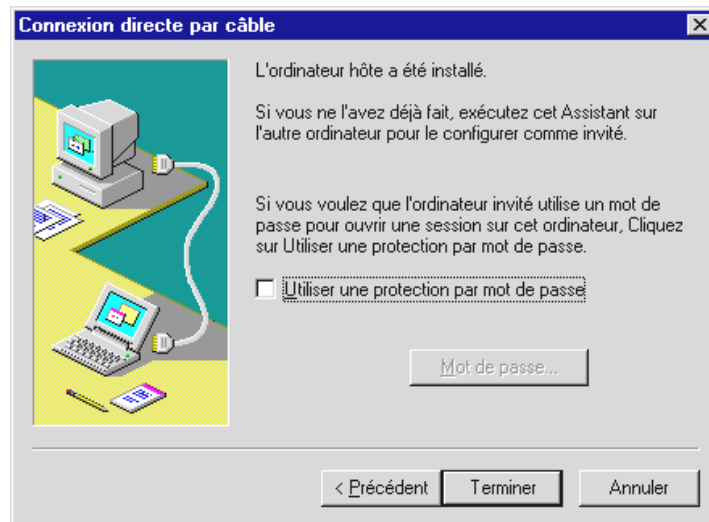 Connexion directe par câble
L'ordinateur hôte a été installé.
Si vous ne l'avez déjà fait, exécutez cet Assistant sur
l'autre ordinateur pour le configurer comme invité.
Si vous voulez que l'ordinateur invité utilise un mot de
passe pour ouvrir une session sur cet ordinateur, Cliquez
sur Utiliser une protection par mot de passe.
Utiliser une protection par mot de passe
Mot de passe...
< Précédent Terminer Annuler